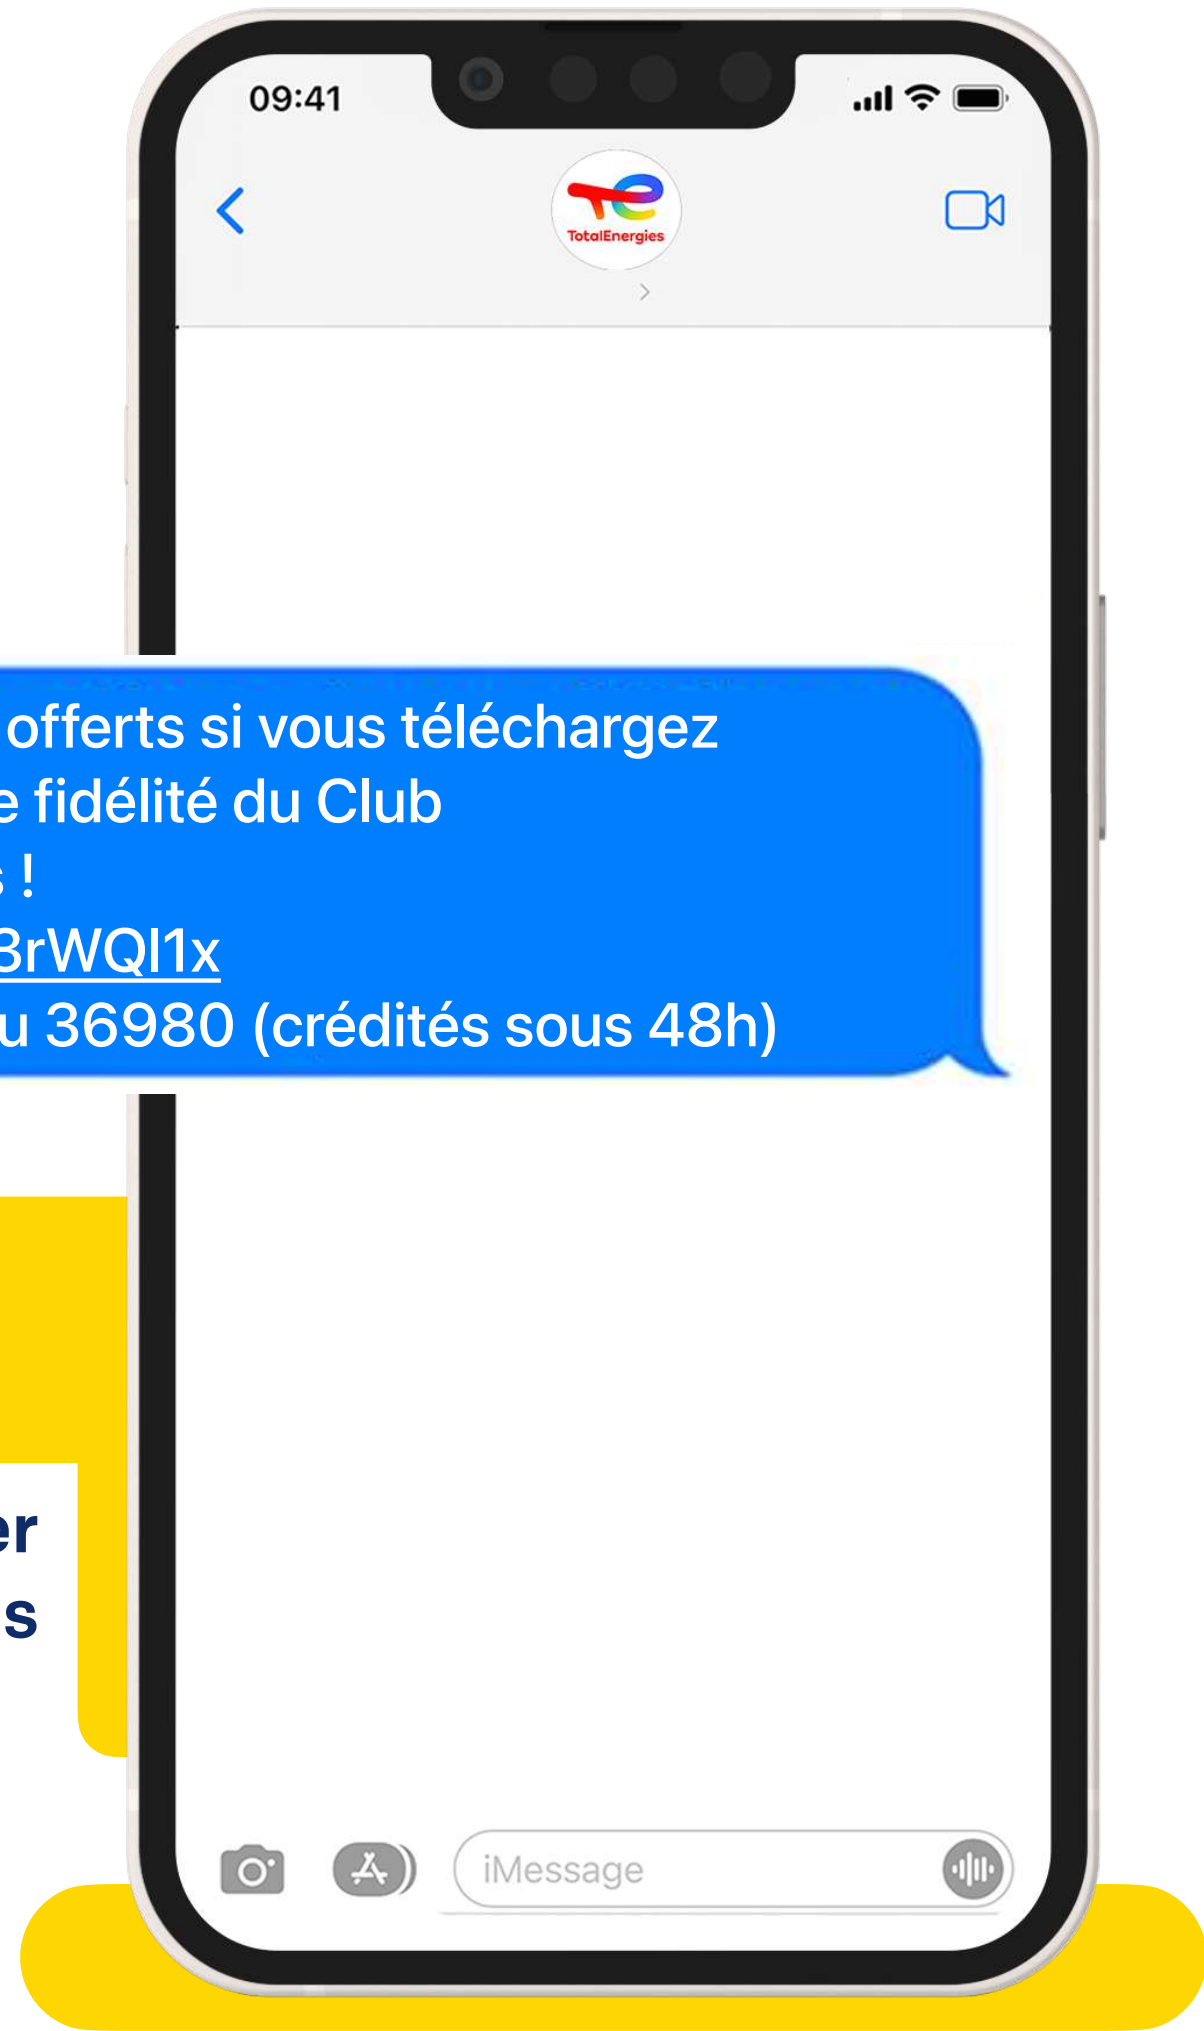 09:41
TotalEnergies
offerts si vous téléchargez
e fidélité du Club
s !
3rWQI1x
u 36980 (crédités sous 48h)
er
s
iMessage